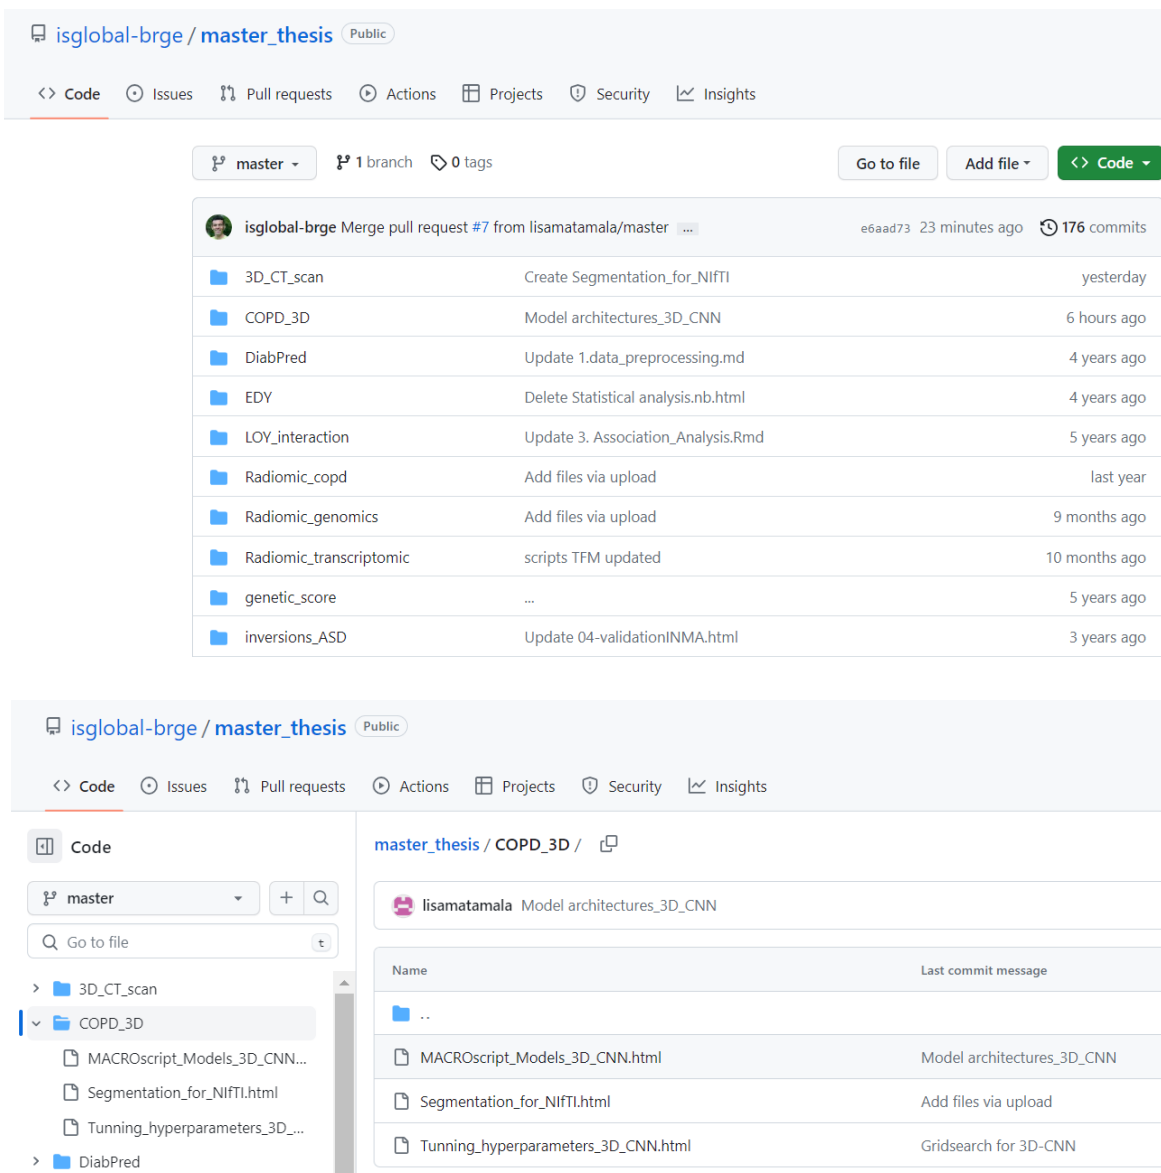 isglobal-brge / master_thesis Public
Code Issues Pull requests Actions Projects Security Insights
master 1 branch 0 tags Go to file Add file Code
isglobal-brge Merge pull request #7 from lisamatamala/master ... e6aad73 23 minutes ago 176 commits
3D_CT_scan Create Segmentation_for_NIfTI yesterday
COPD_3D Model architectures_3D_CNN 6 hours ago
DiabPred Update 1.data_preprocessing.md 4 years ago
EDY Delete Statistical analysis.nb.html 4 years ago
LOY_interaction Update 3. Association_Analysis.Rmd 5 years ago
Radiomic_copd Add files via upload last year
Radiomic_genomics Add files via upload 9 months ago
Radiomic_transcriptomic scripts TFM updated 10 months ago
genetic_score ... 5 years ago
inversions_ASD Update 04-validationINMA.html 3 years ago
isglobal-brge / master_thesis Public
Code Issues Pull requests Actions Projects Security Insights
Code
master
Go to file t
3D_CT_scan
COPD_3D
MACROscript_Models_3D_CNN...
Segmentation_for_NIfTI.html
Tunning_hyperparameters_3D_...
DiabPred
master_thesis / COPD_3D /
lisamatamala Model architectures_3D_CNN
Name Last commit message
..
MACROscript_Models_3D_CNN.html Model architectures_3D_CNN
Segmentation_for_NIfTI.html Add files via upload
Tunning_hyperparameters_3D_CNN.html Gridsearch for 3D-CNN